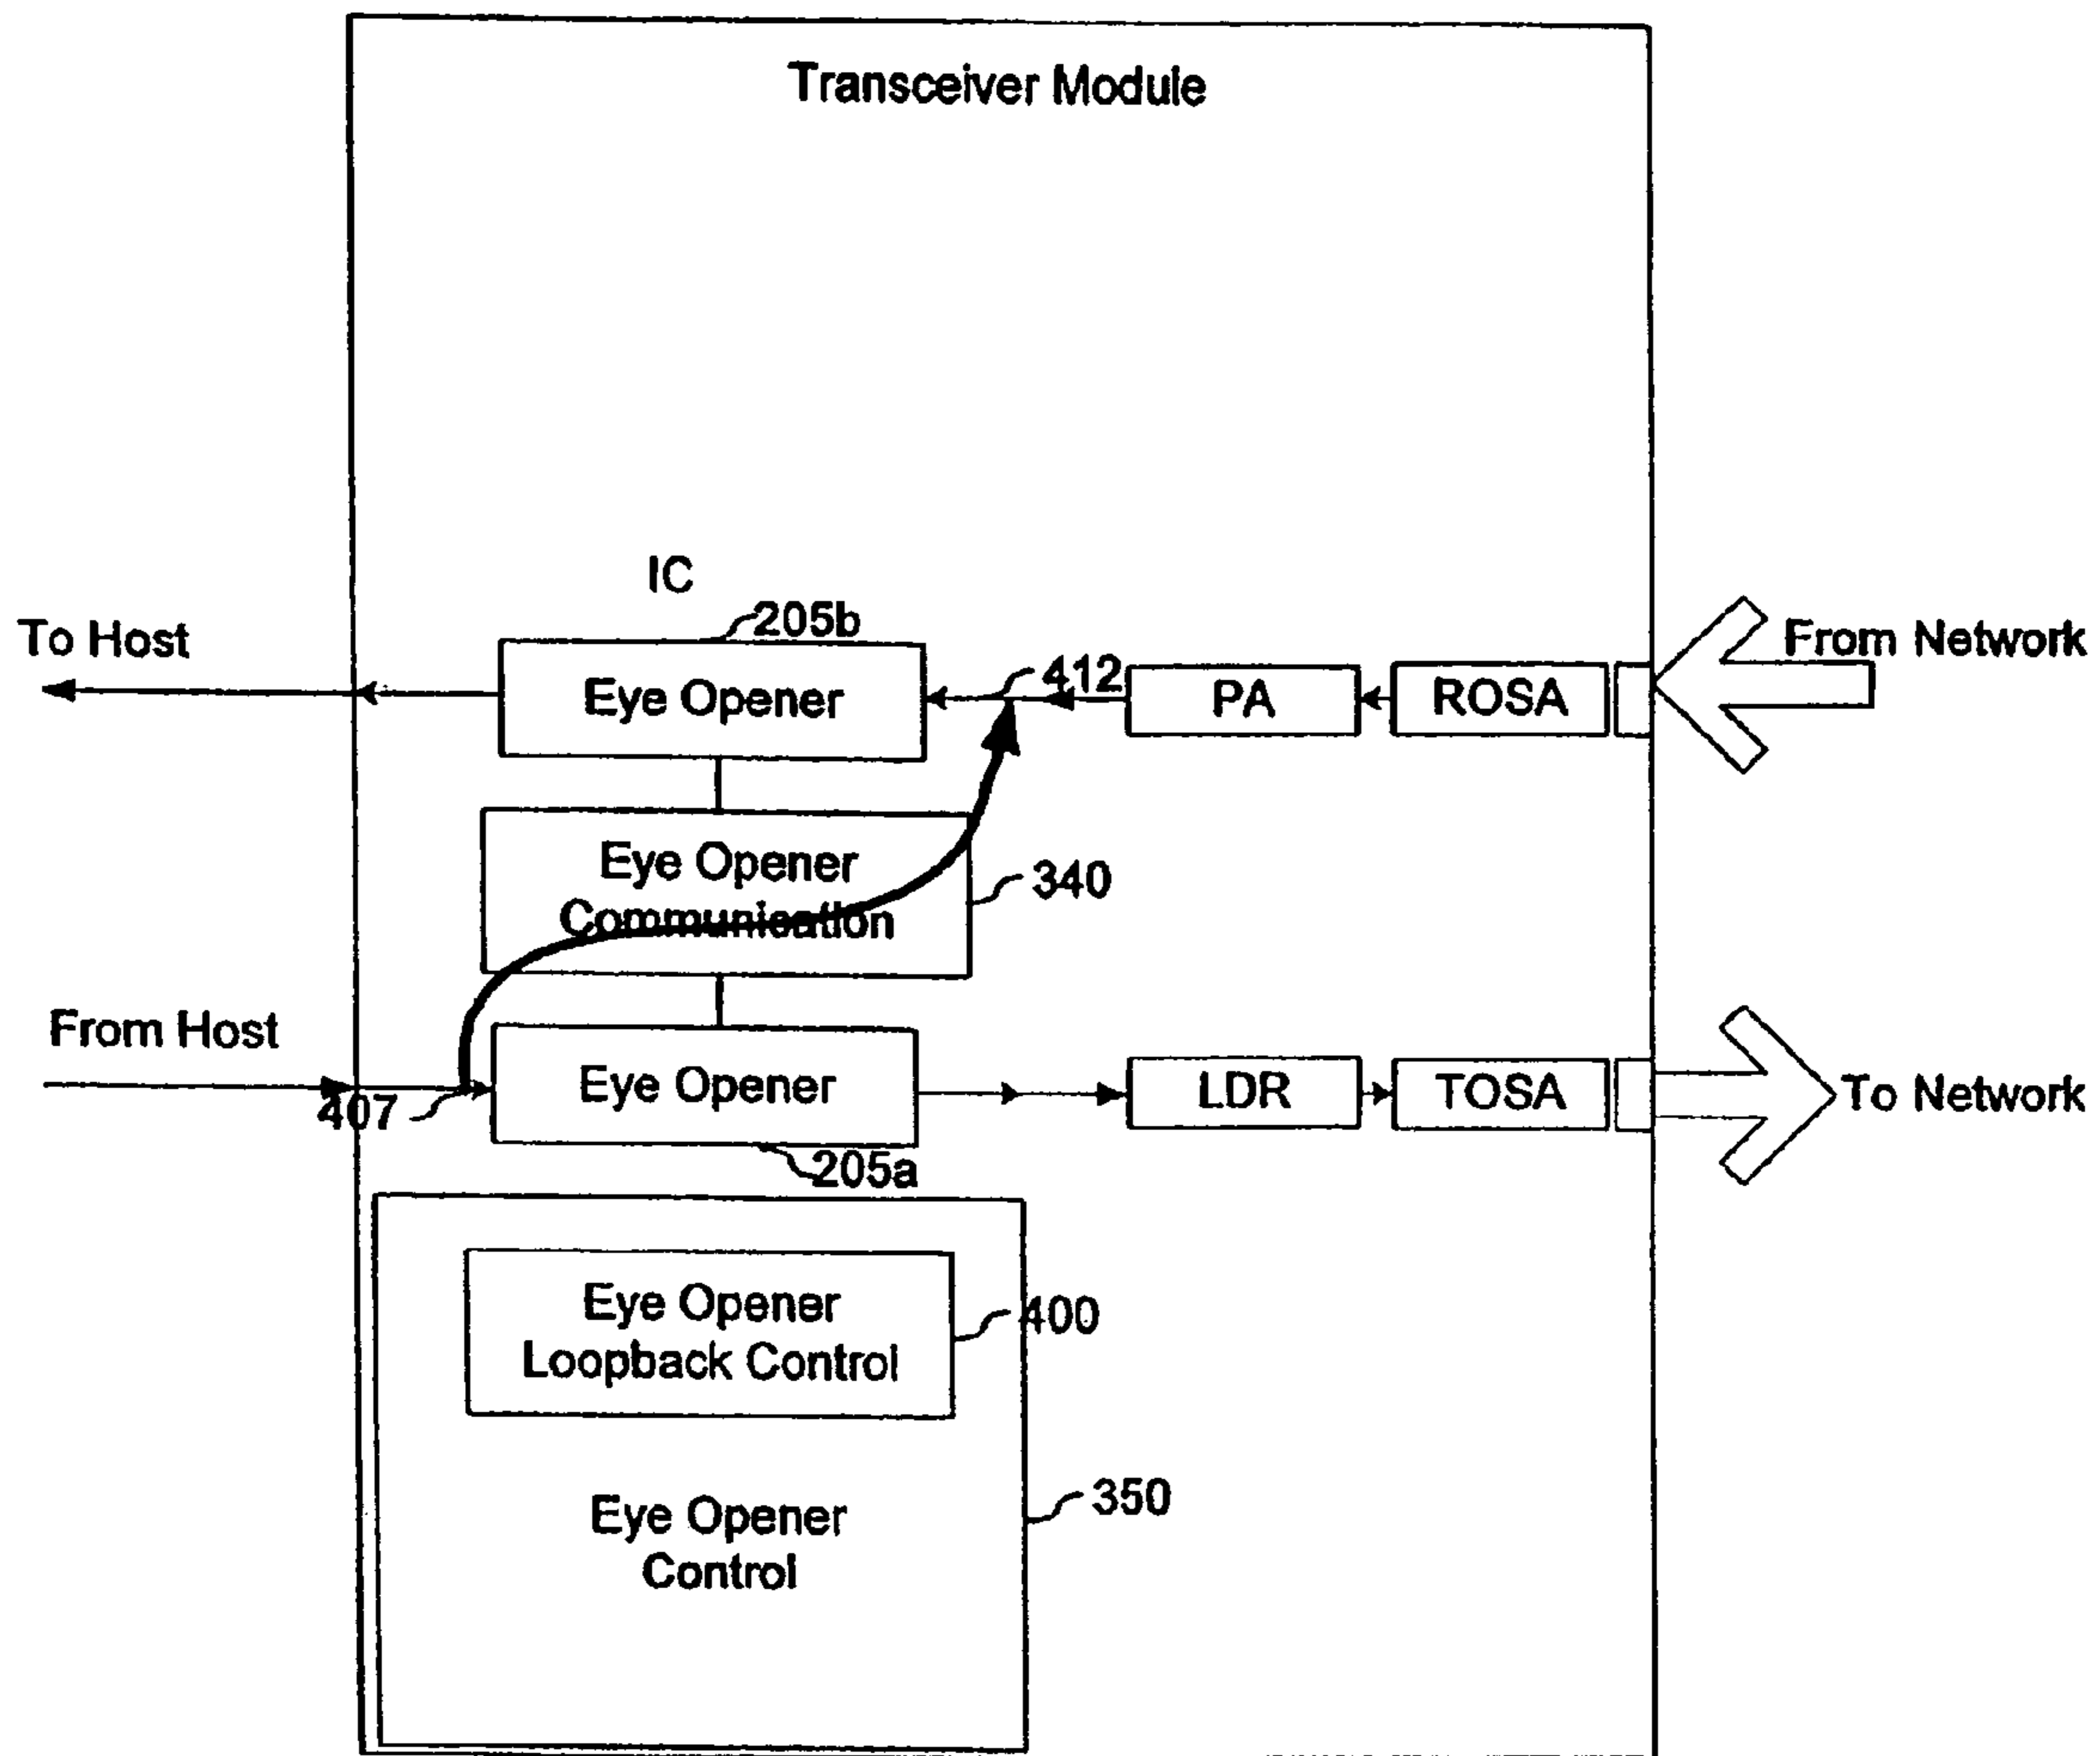 Transceiver Module
IC
205b
To Host
Eye Opener
412
PA
ROSA
From Network
Eye Opener
Communication
340
From Host
407
Eye Opener
LDR
TOSA
To Network
205a
Eye Opener
Loopback Control
400
Eye Opener
Control
350